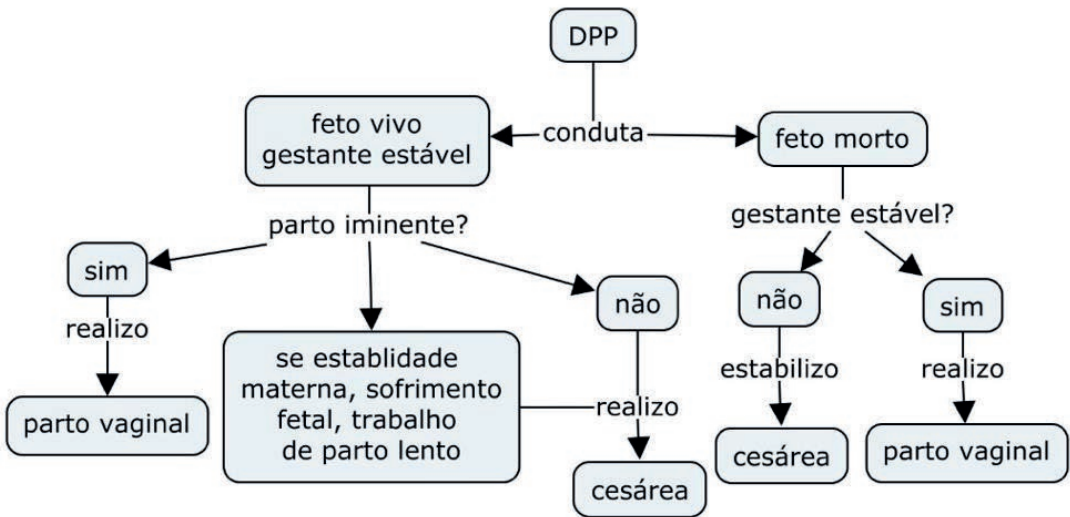 DPP
conduta
feto vivo
gestante estável
feto morto
parto iminente?
gestante estável?
sim
não
não
sim
realizo
se establidade
materna, sofrimento
fetal, trabalho
de parto lento
realizo
estabilizo
realizo
parto vaginal
cesárea
cesárea
parto vaginal